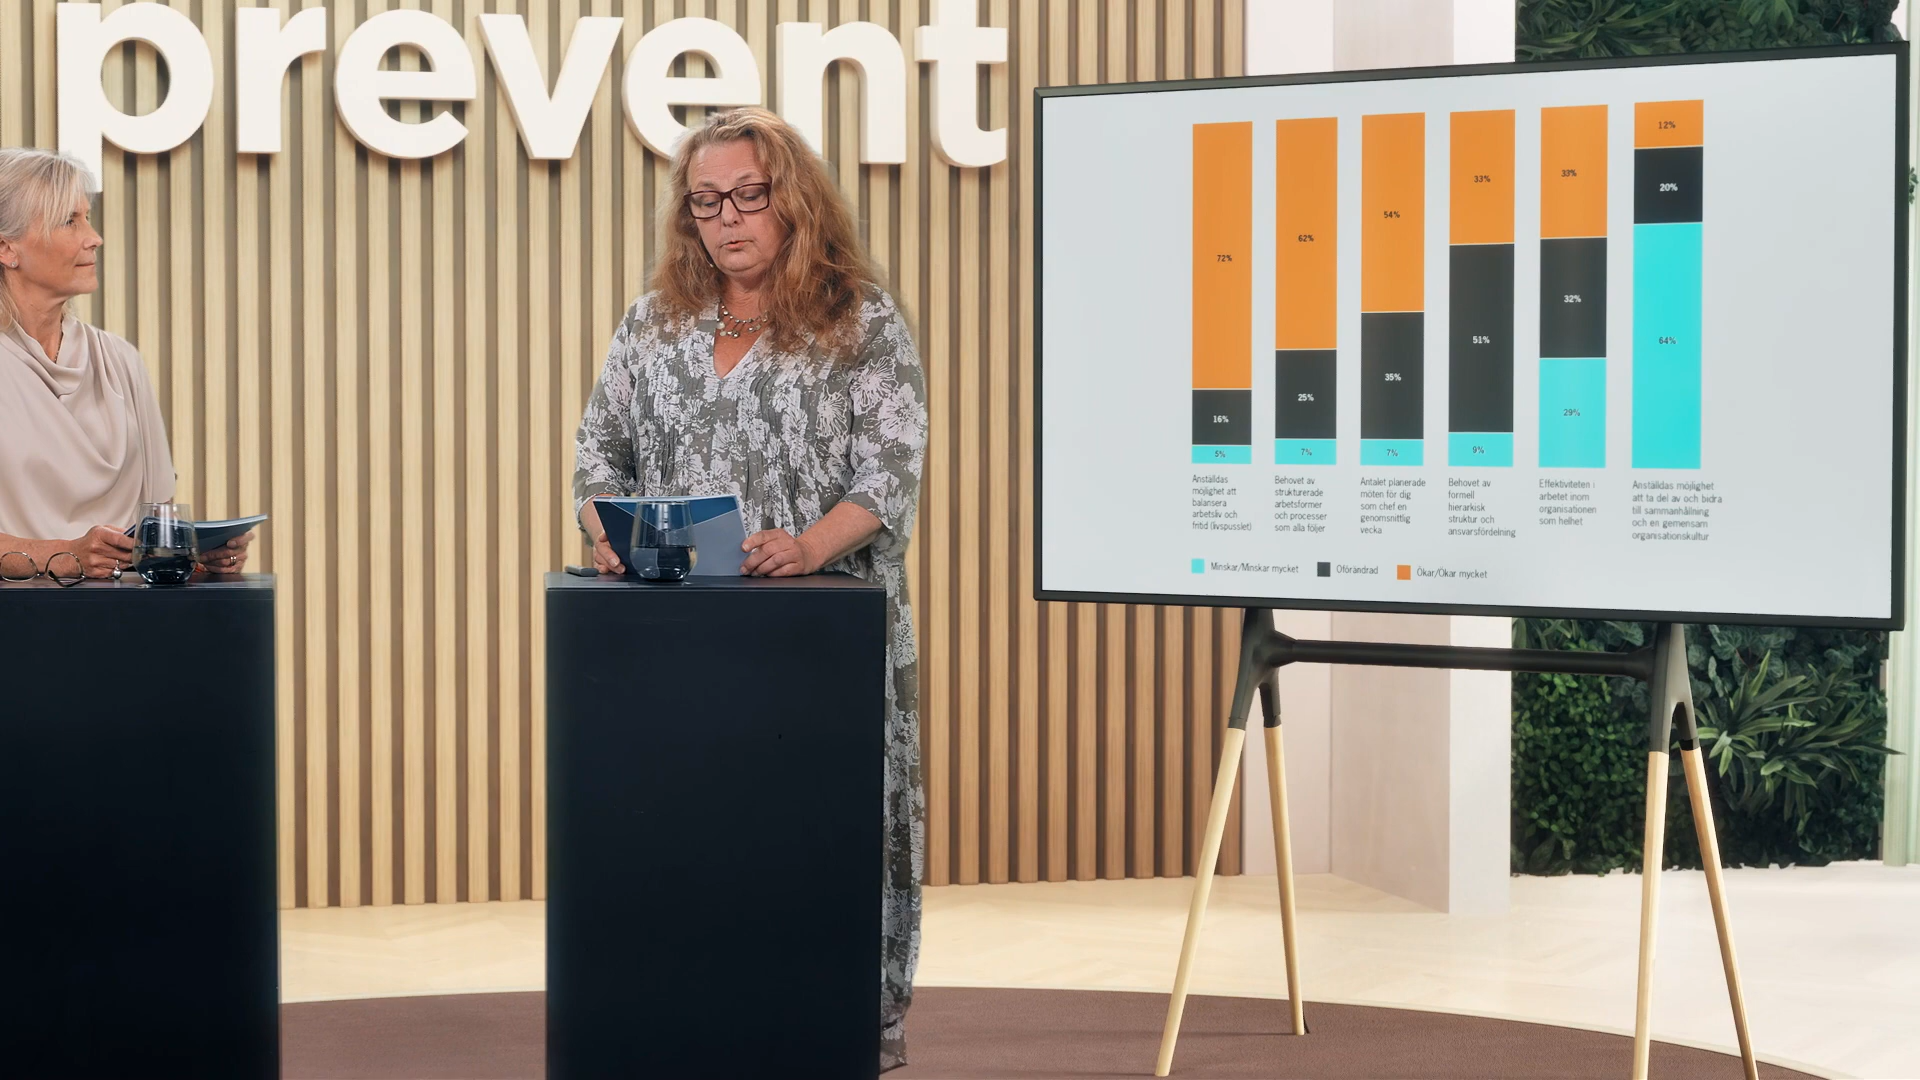 prevent
72%
16%
5%
62%
25%
7%
54%
35%
7%
33%
51%
9%
33%
32%
29%
12%
20%
64%
Anställdas
möjlighet att
balansera
arbetsliv och
fritid (livspusslet)
Behovet av
strukturerade
arbetsformer
och processer
som alla följer
Antalet planerade
möten för dig
som chef en
genomsnittlig
vecka
Behovet av
formell
hierarkisk
struktur och
ansvarsfördelning
Effektiviteten i
arbetet inom
organisationen
som helhet
Anställdas möjlighet
att ta del av och bidra
till sammanhållning
och en gemensam
organisationskultur
Minskar/Minskar mycket
Oförändrad
Ökar/Ökar mycket